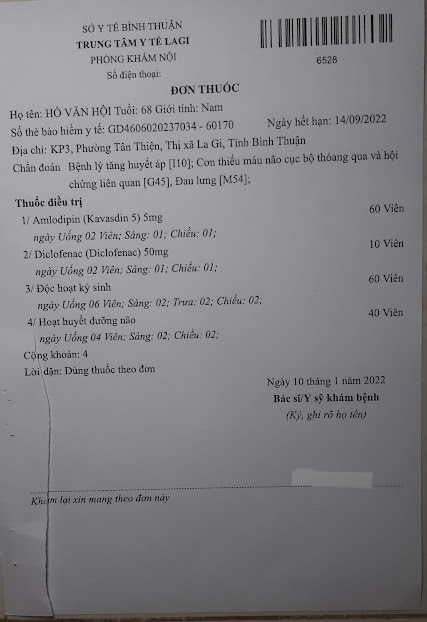 SỞ Y TẾ BÌNH THUẬN
TRUNG TÂM Y TẾ LAGI
PHÒNG KHÁM NỘI
Số điện thoại:
6528
ĐƠN THUỐC
Họ tên: HỒ VĂN HỘI Tuổi: 68 Giới tính: Nam
Số thẻ bảo hiểm y tế: GD4606020237034 - 60170 Ngày hết hạn: 14/09/2022
Địa chỉ: KP3, Phường Tân Thiện, Thị xã La Gi, Tỉnh Bình Thuận
Chẩn đoán Bệnh lý tăng huyết áp [I10]; Cơn thiếu máu não cục bộ thóang qua và hội
chứng liên quan [G45], Đau lưng [M54];
Thuốc điều trị
1/ Amlodipin (Kavasdin 5) 5mg 60 Viên
ngày Uống 02 Viên; Sáng: 01; Chiều: 01;
2/ Diclofenac (Diclofenac) 50mg 10 Viên
ngày Uống 02 Viên; Sáng: 01; Chiều: 01;
3/ Độc hoạt ký sinh 60 Viên
ngày Uống 06 Viên; Sáng: 02; Trưa: 02; Chiều: 02;
4/ Hoạt huyết dưỡng não 40 Viên
ngày Uống 04 Viên; Sáng: 02; Chiều: 02;
Cộng khoản: 4
Lời dặn: Dùng thuốc theo đơn
Ngày 10 tháng 1 năm 2022
Bác sĩ/Y sỹ khám bệnh
(Ký, ghi rõ họ tên)
Khám lại xin mang theo đơn này